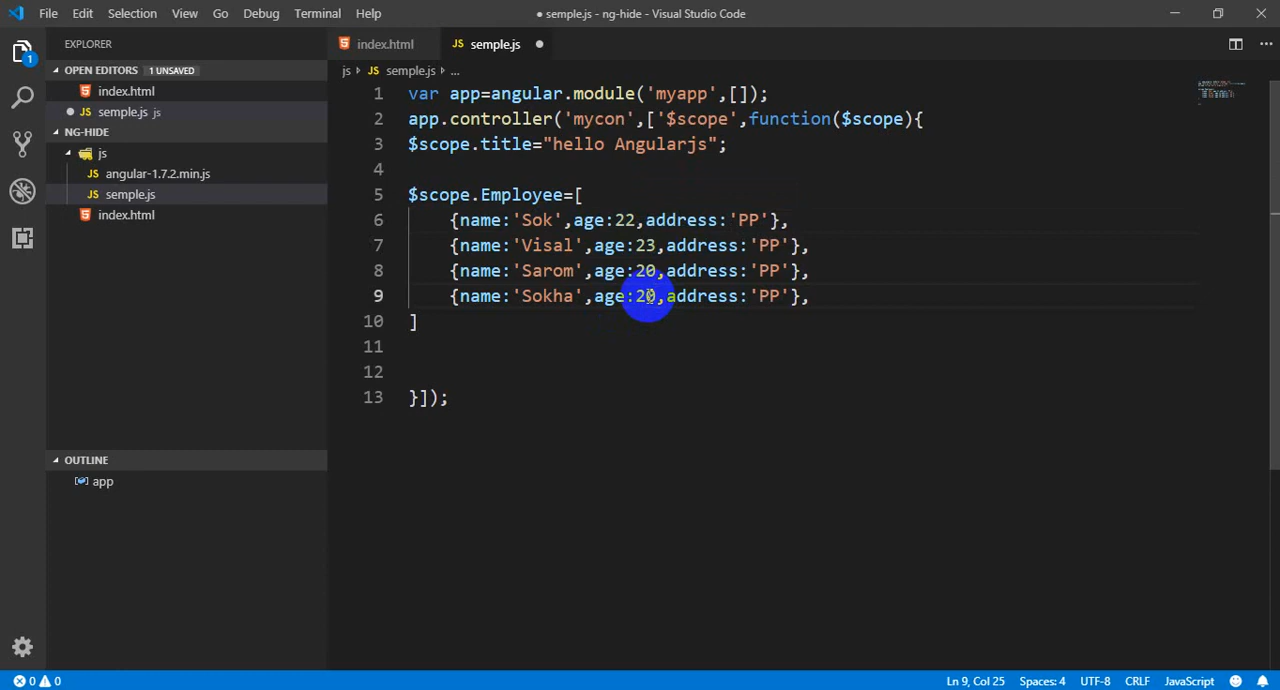 File Edit Selection View Go Debug Terminal Help ● semple.js - ng-hide - Visual Studio Code
EXPLORER
OPEN EDITORS 1 UNSAVED
index.html
semple.js js
NG-HIDE
js
JS angular-1.7.2.min.js
JS semple.js
index.html
OUTLINE
app
1
index.html JS semple.js
js JS semple.js ...
1 var app=angular.module('myapp',[]);
2 app.controller('mycon',['$scope',function($scope){
3 $scope.title="hello Angularjs";
4
5 $scope.Employee=[
6 {name:'Sok',age:22,address:'PP'},
7 {name:'Visal',age:23,address:'PP'},
8 {name:'Sarom',age:20,address:'PP'},
9 {name:'Sokha',age:20,address:'PP'},
10 ]
11
12
13 }]);
0 0 Ln 9, Col 25 Spaces: 4 UTF-8 CRLF JavaScript